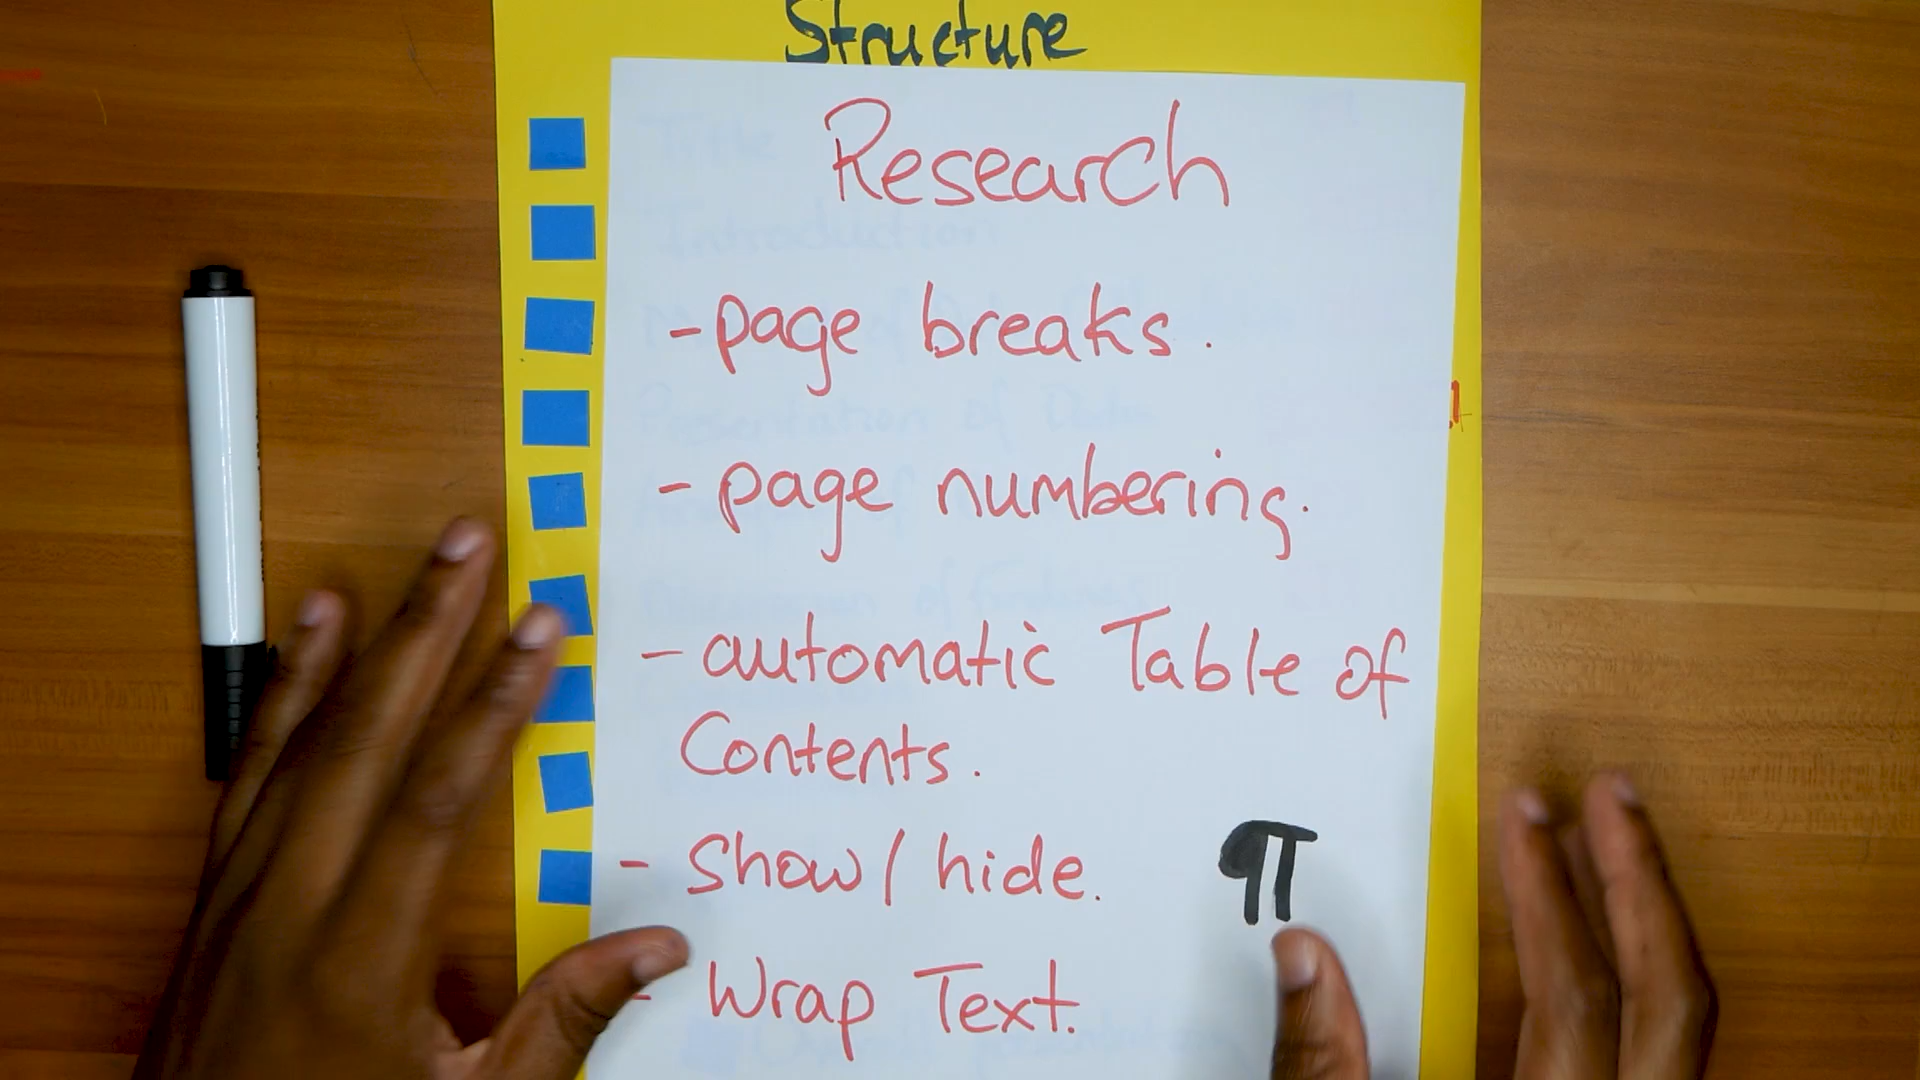 Structure
Research
- page breaks.
- page numbering.
- automatic Table of
Contents.
- Show/hide. ¶
- Wrap Text.